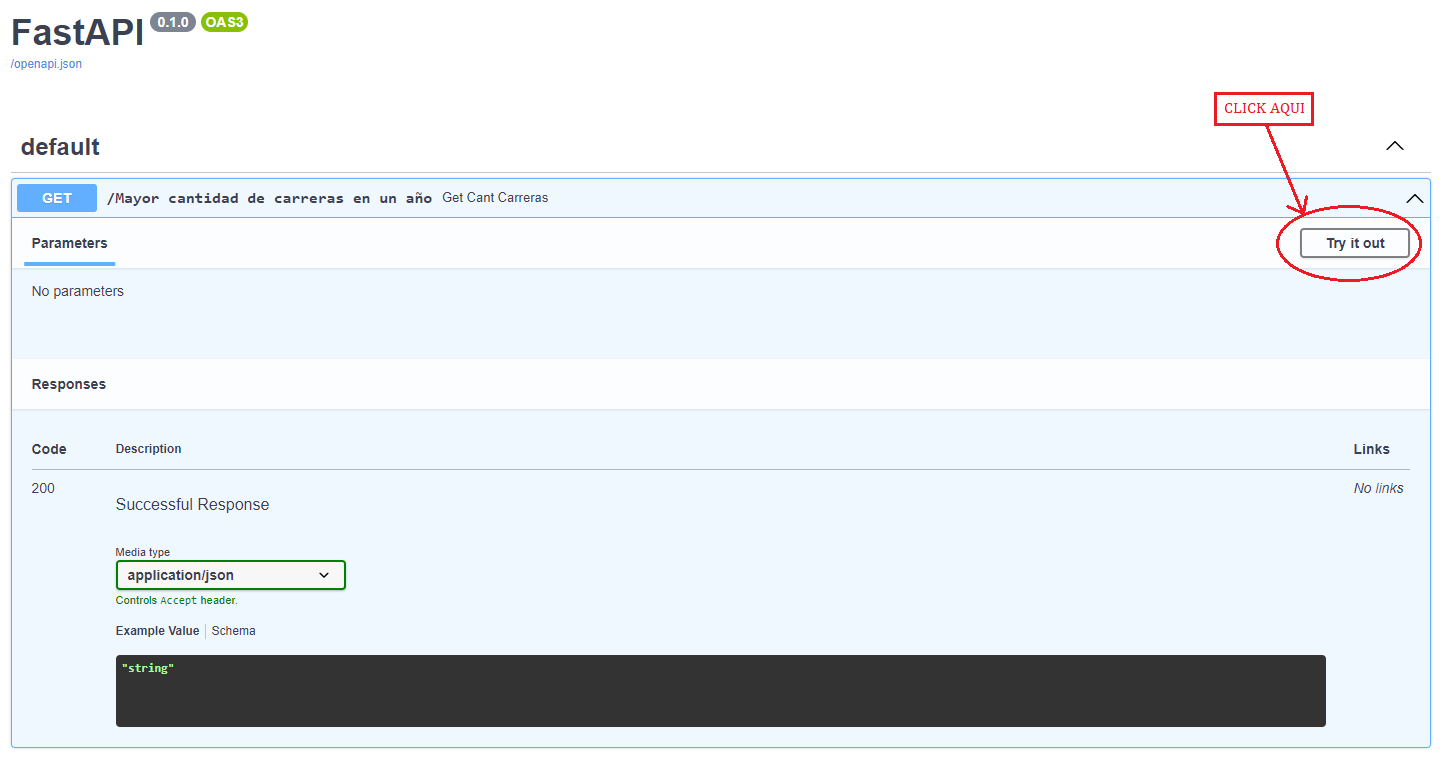 FastAPI 0.1.0 OAS3
/openapi.json
CLICK AQUI
default
GET /Mayor cantidad de carreras en un año Get Cant Carreras
Parameters Try it out
No parameters
Responses
Code Description Links
200 Successful Response No links
Media type
application/json
Controls Accept header.
Example Value Schema
"string"